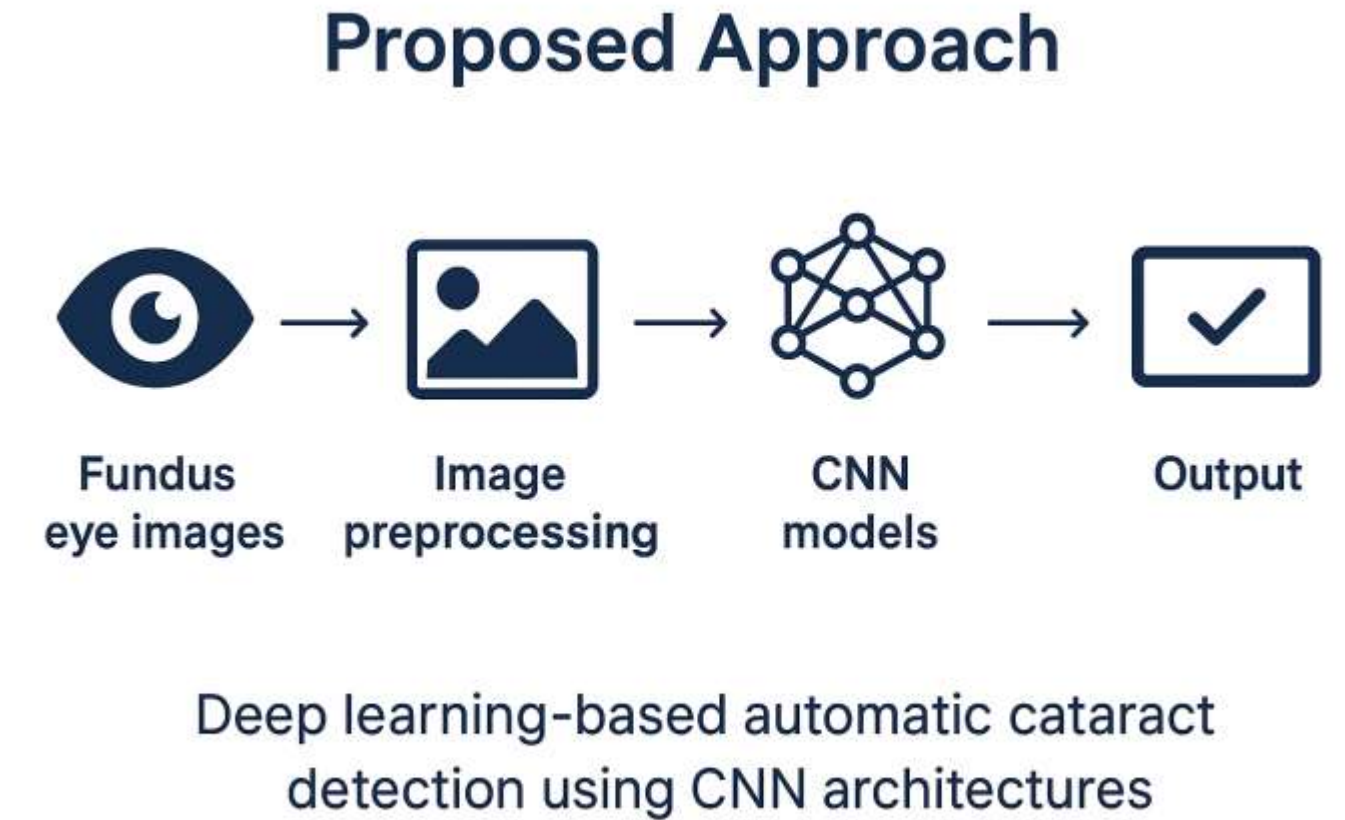 Proposed Approach
Fundus
eye images
Image
preprocessing
CNN
models
Output
Deep learning-based automatic cataract
detection using CNN architectures